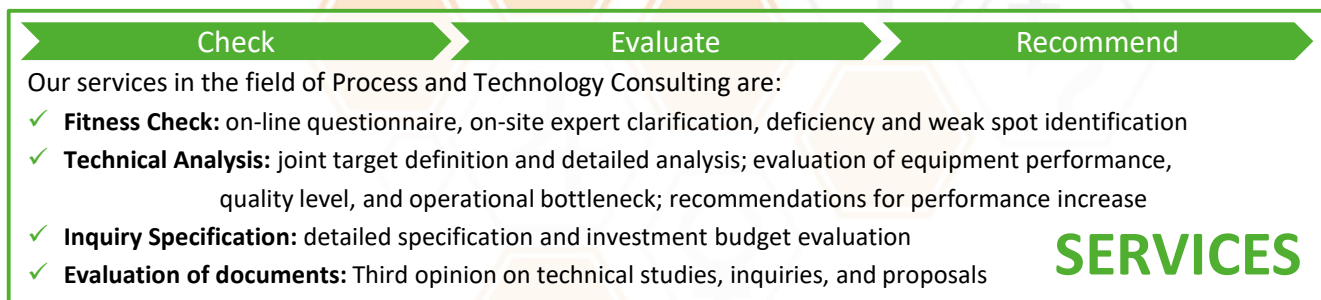 Check Evaluate Recommend
Our services in the field of Process and Technology Consulting are:
✓ Fitness Check: on-line questionnaire, on-site expert clarification, deficiency and weak spot identification
✓ Technical Analysis: joint target definition and detailed analysis; evaluation of equipment performance,
quality level, and operational bottleneck; recommendations for performance increase
✓ Inquiry Specification: detailed specification and investment budget evaluation
✓ Evaluation of documents: Third opinion on technical studies, inquiries, and proposals
SERVICES